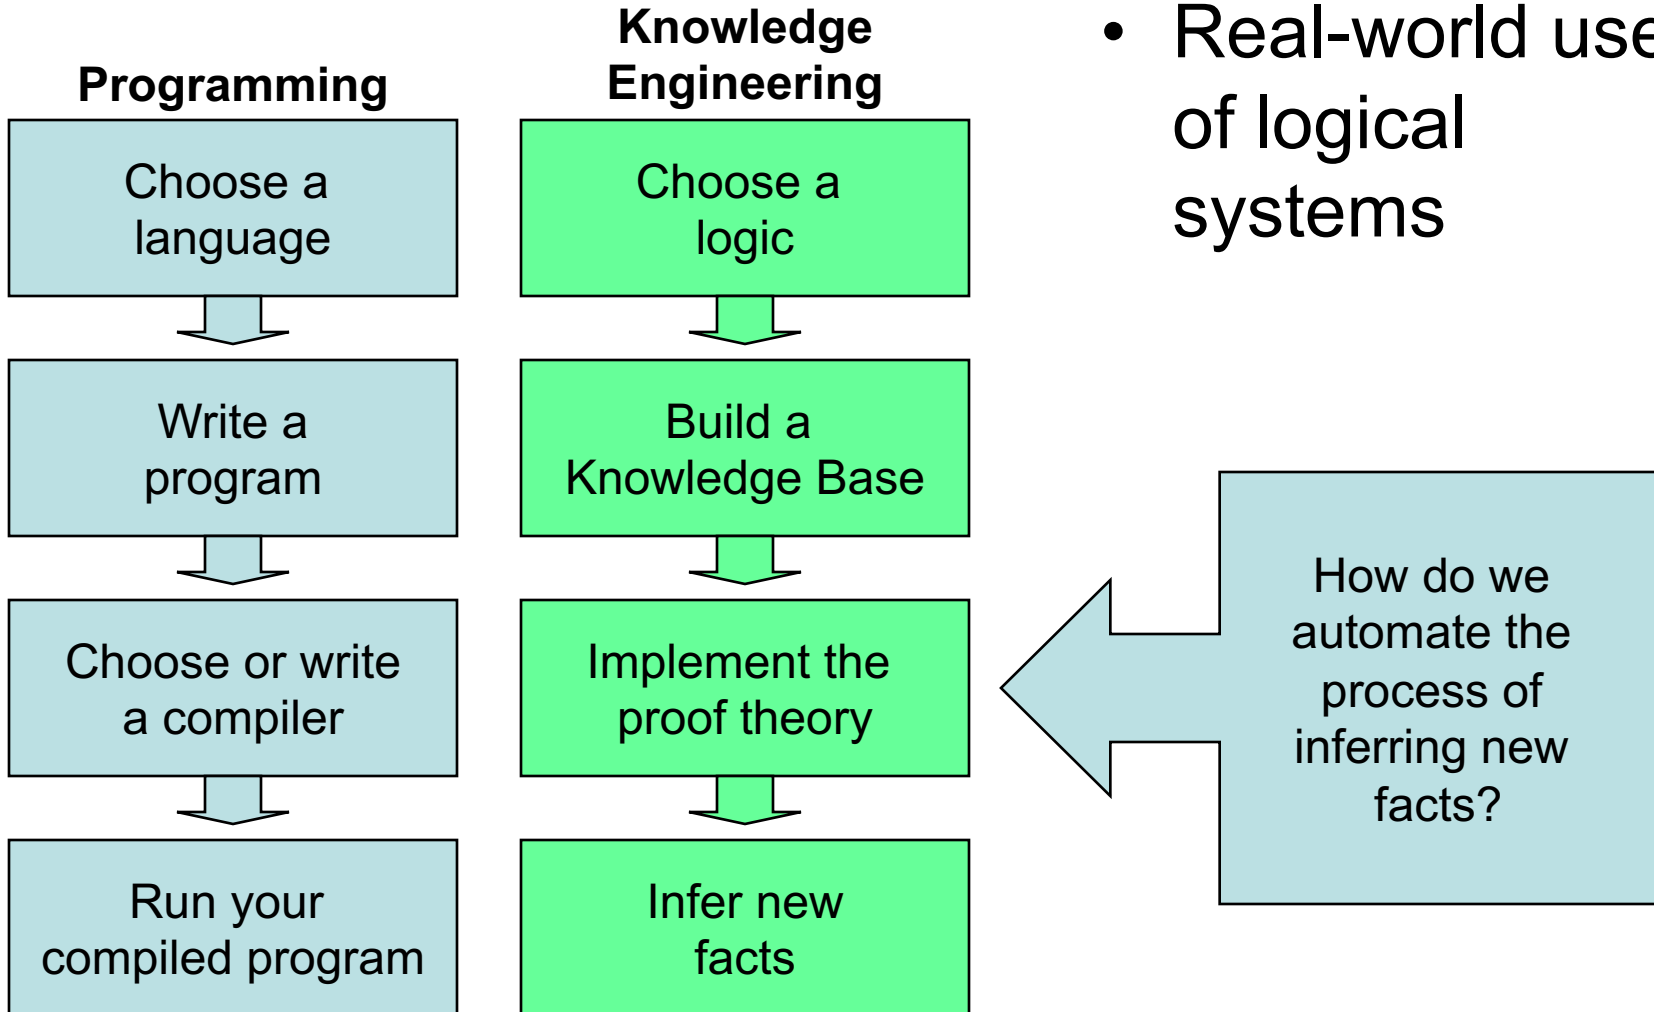 Programming
Choose a
language
Write a
program
Choose or write
a compiler
Run your
compiled program
Knowledge
Engineering
Choose a
logic
Build a
Knowledge Base
Implement the
proof theory
Infer new
facts
• Real-world use
of logical
systems
How do we
automate the
process of
inferring new
facts?